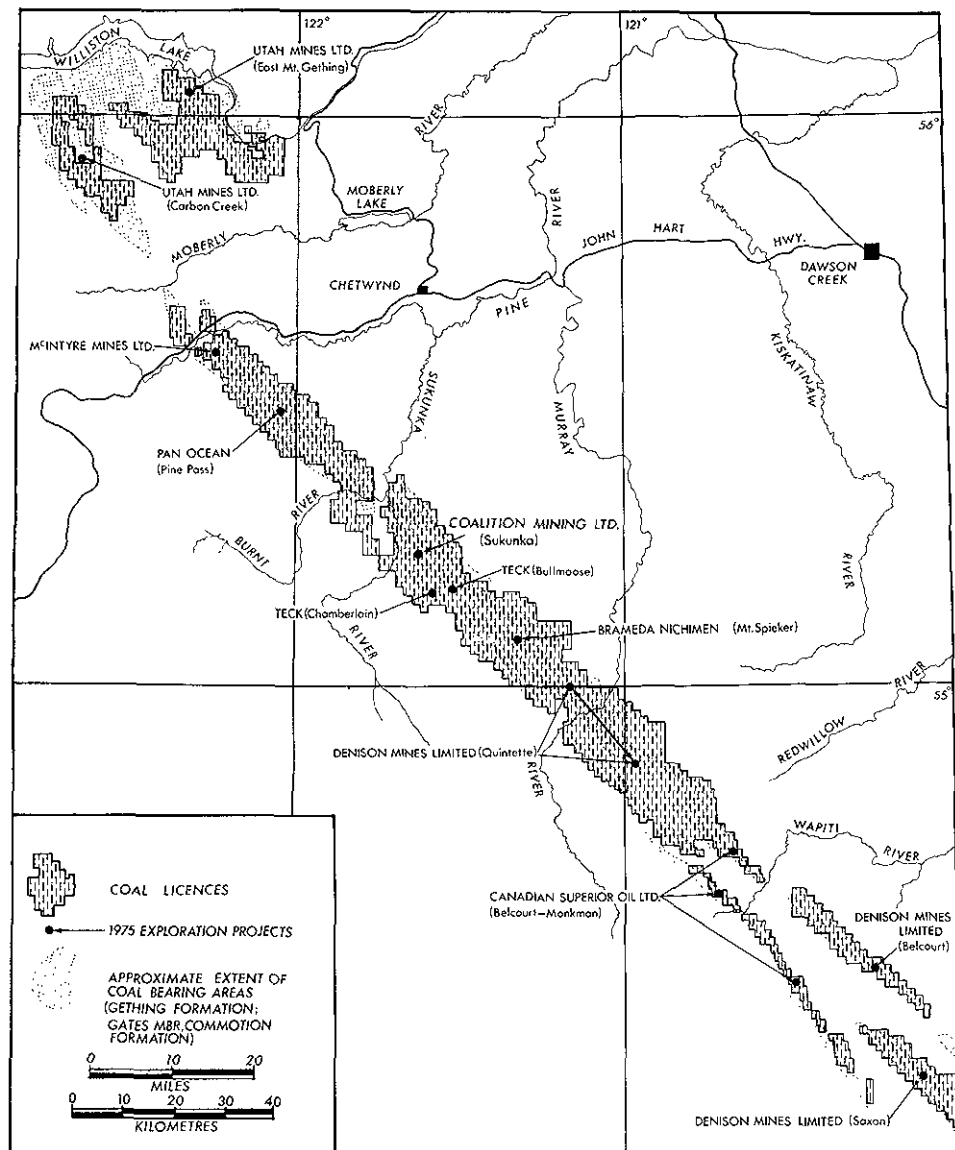 122°
121°
WILLISTON
LAKE
UTAH MINES LTD.
(East Mt. Gething)
RIVER
56°
UTAH MINES LTD.
(Carbon Creek)
MOBERLY
LAKE
RIVER
MOBERLY
JOHN HART HWY.
DAWSON
CREEK
CHETWYND
PINE
McINTYRE MINES LTD.
SUKUNKA
KISKATINAW
MURRAY
PAN OCEAN
(Pine Pass)
RIVER
BURNT
COALITION MINING LTD.
(Sukunka)
TECK (Bullmoose)
RIVER
TECK (Chamberlain)
BRAMEDA NICHIMEN (Mt. Spieker)
RIVER
RIVER
55°
REDWILLOW
DENISON MINES LIMITED (Quintette)
RIVER
WAPITI
RIVER
CANADIAN SUPERIOR OIL LTD.
(Belcourt-Monkman)
DENISON MINES
LIMITED
(Belcourt)
DENISON MINES LIMITED (Saxon)
COAL LICENCES
1975 EXPLORATION PROJECTS
APPROXIMATE EXTENT OF
COAL BEARING AREAS
(GETHING FORMATION;
GATES MBR, COMMOTION
FORMATION)
0 10 20
MILES
0 10 20 30 40
KILOMETRES